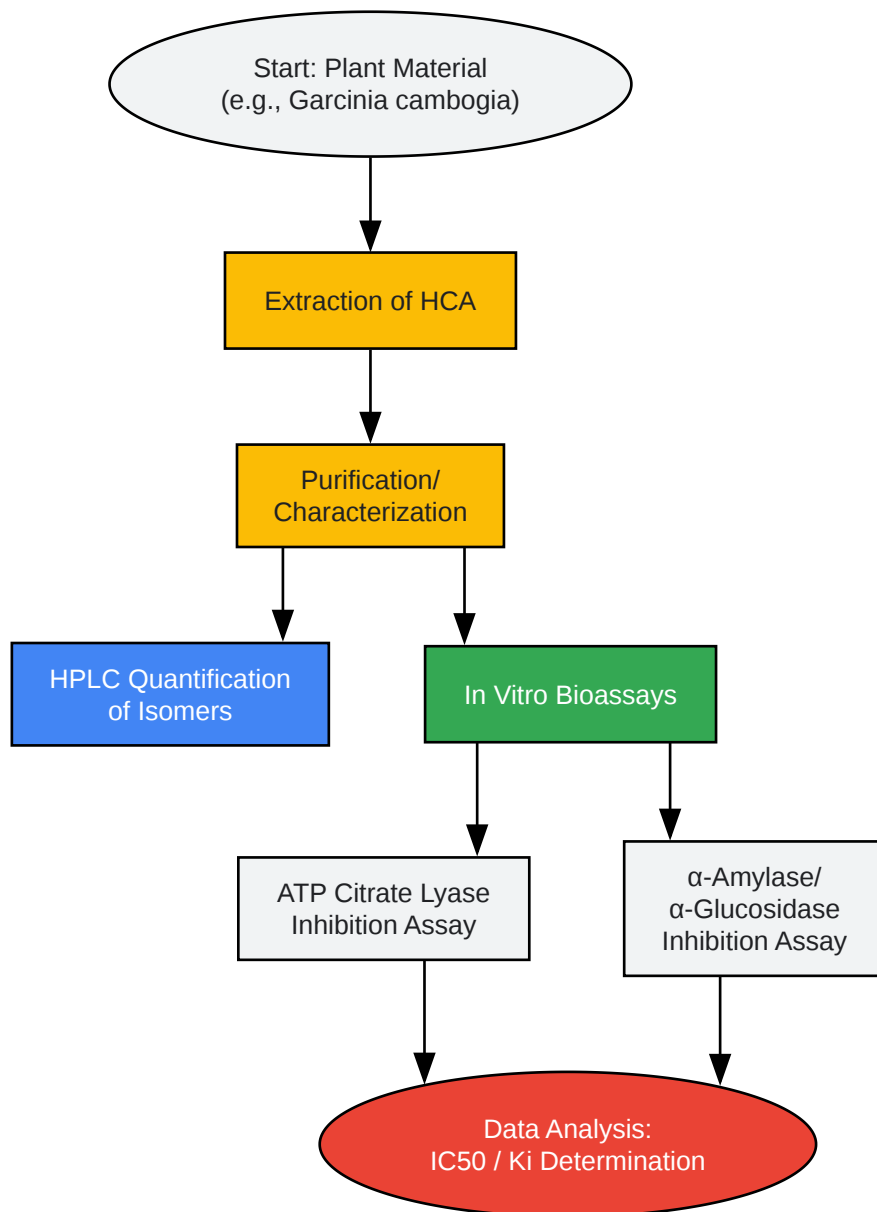 Start: Plant Material
(e.g., Garcinia cambogia)
Extraction of HCA
Purification/
Characterization
HPLC Quantification
of Isomers
In Vitro Bioassays
ATP Citrate Lyase
Inhibition Assay
α-Amylase/
α-Glucosidase
Inhibition Assay
Data Analysis:
IC50 / Ki Determination